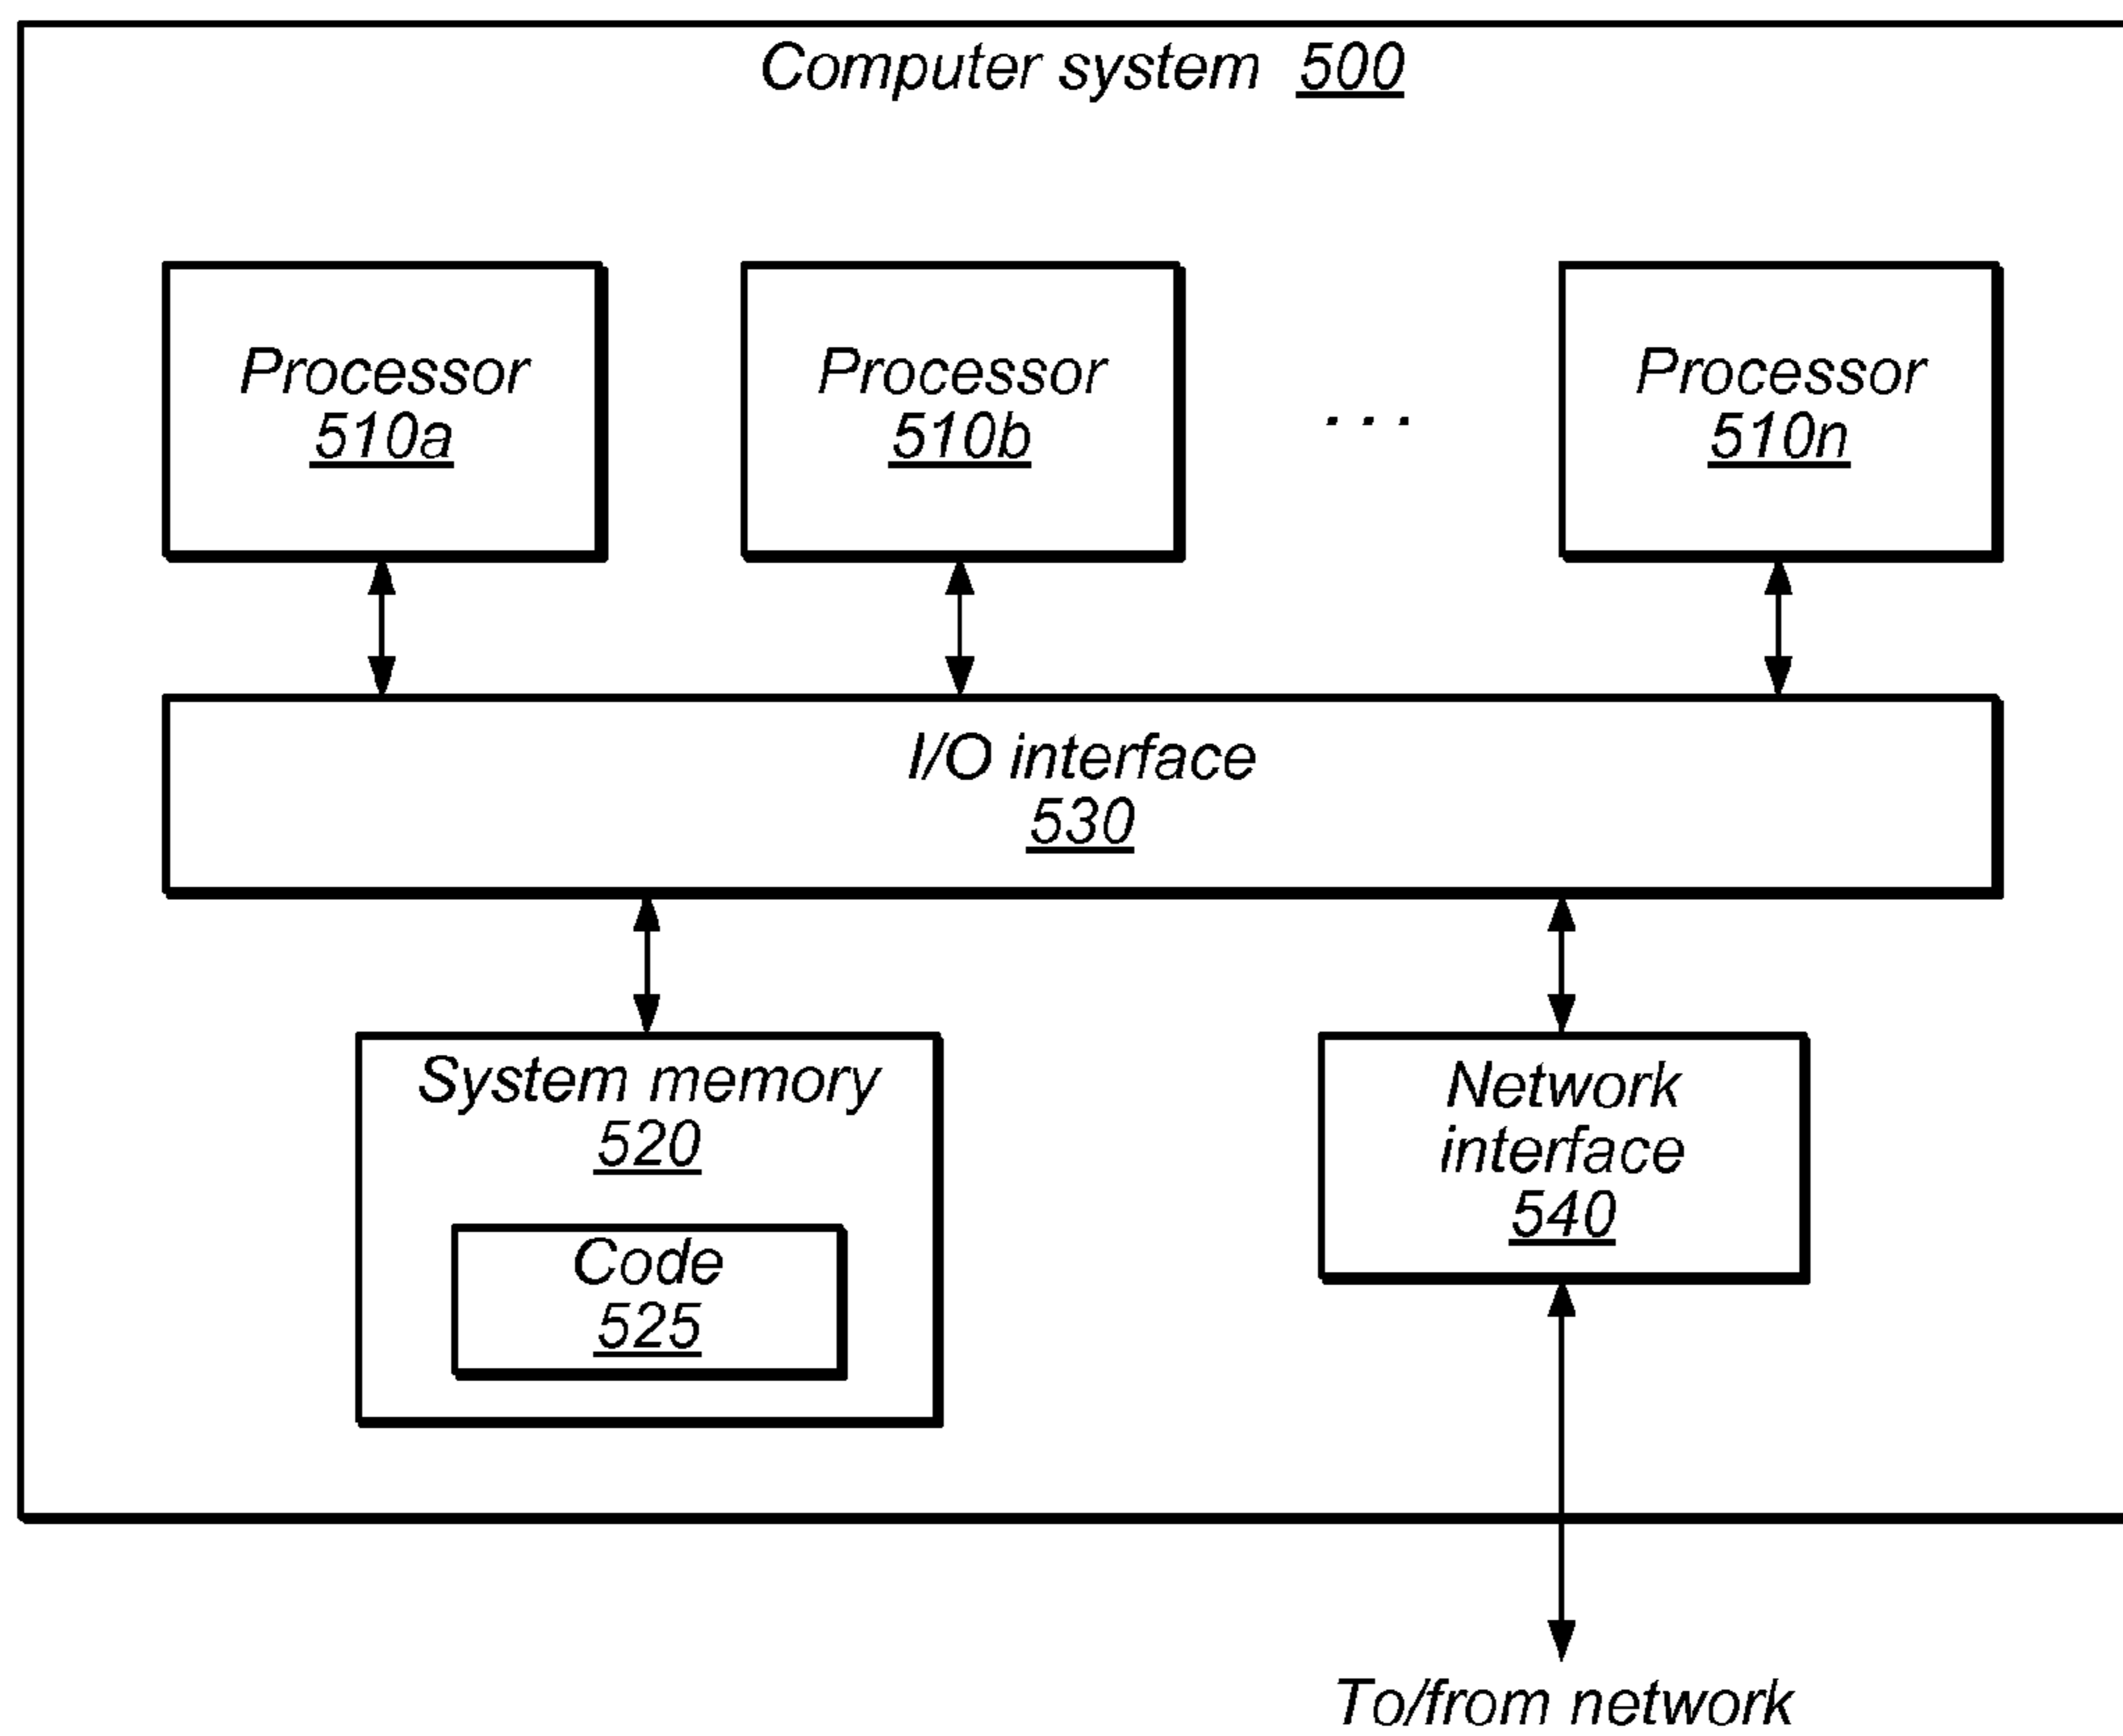 Computer system 500
Processor
510a
Processor
510b
. . .
Processor
510n
I/O interface
530
System memory
520
Code
525
Network
interface
540
To/from network